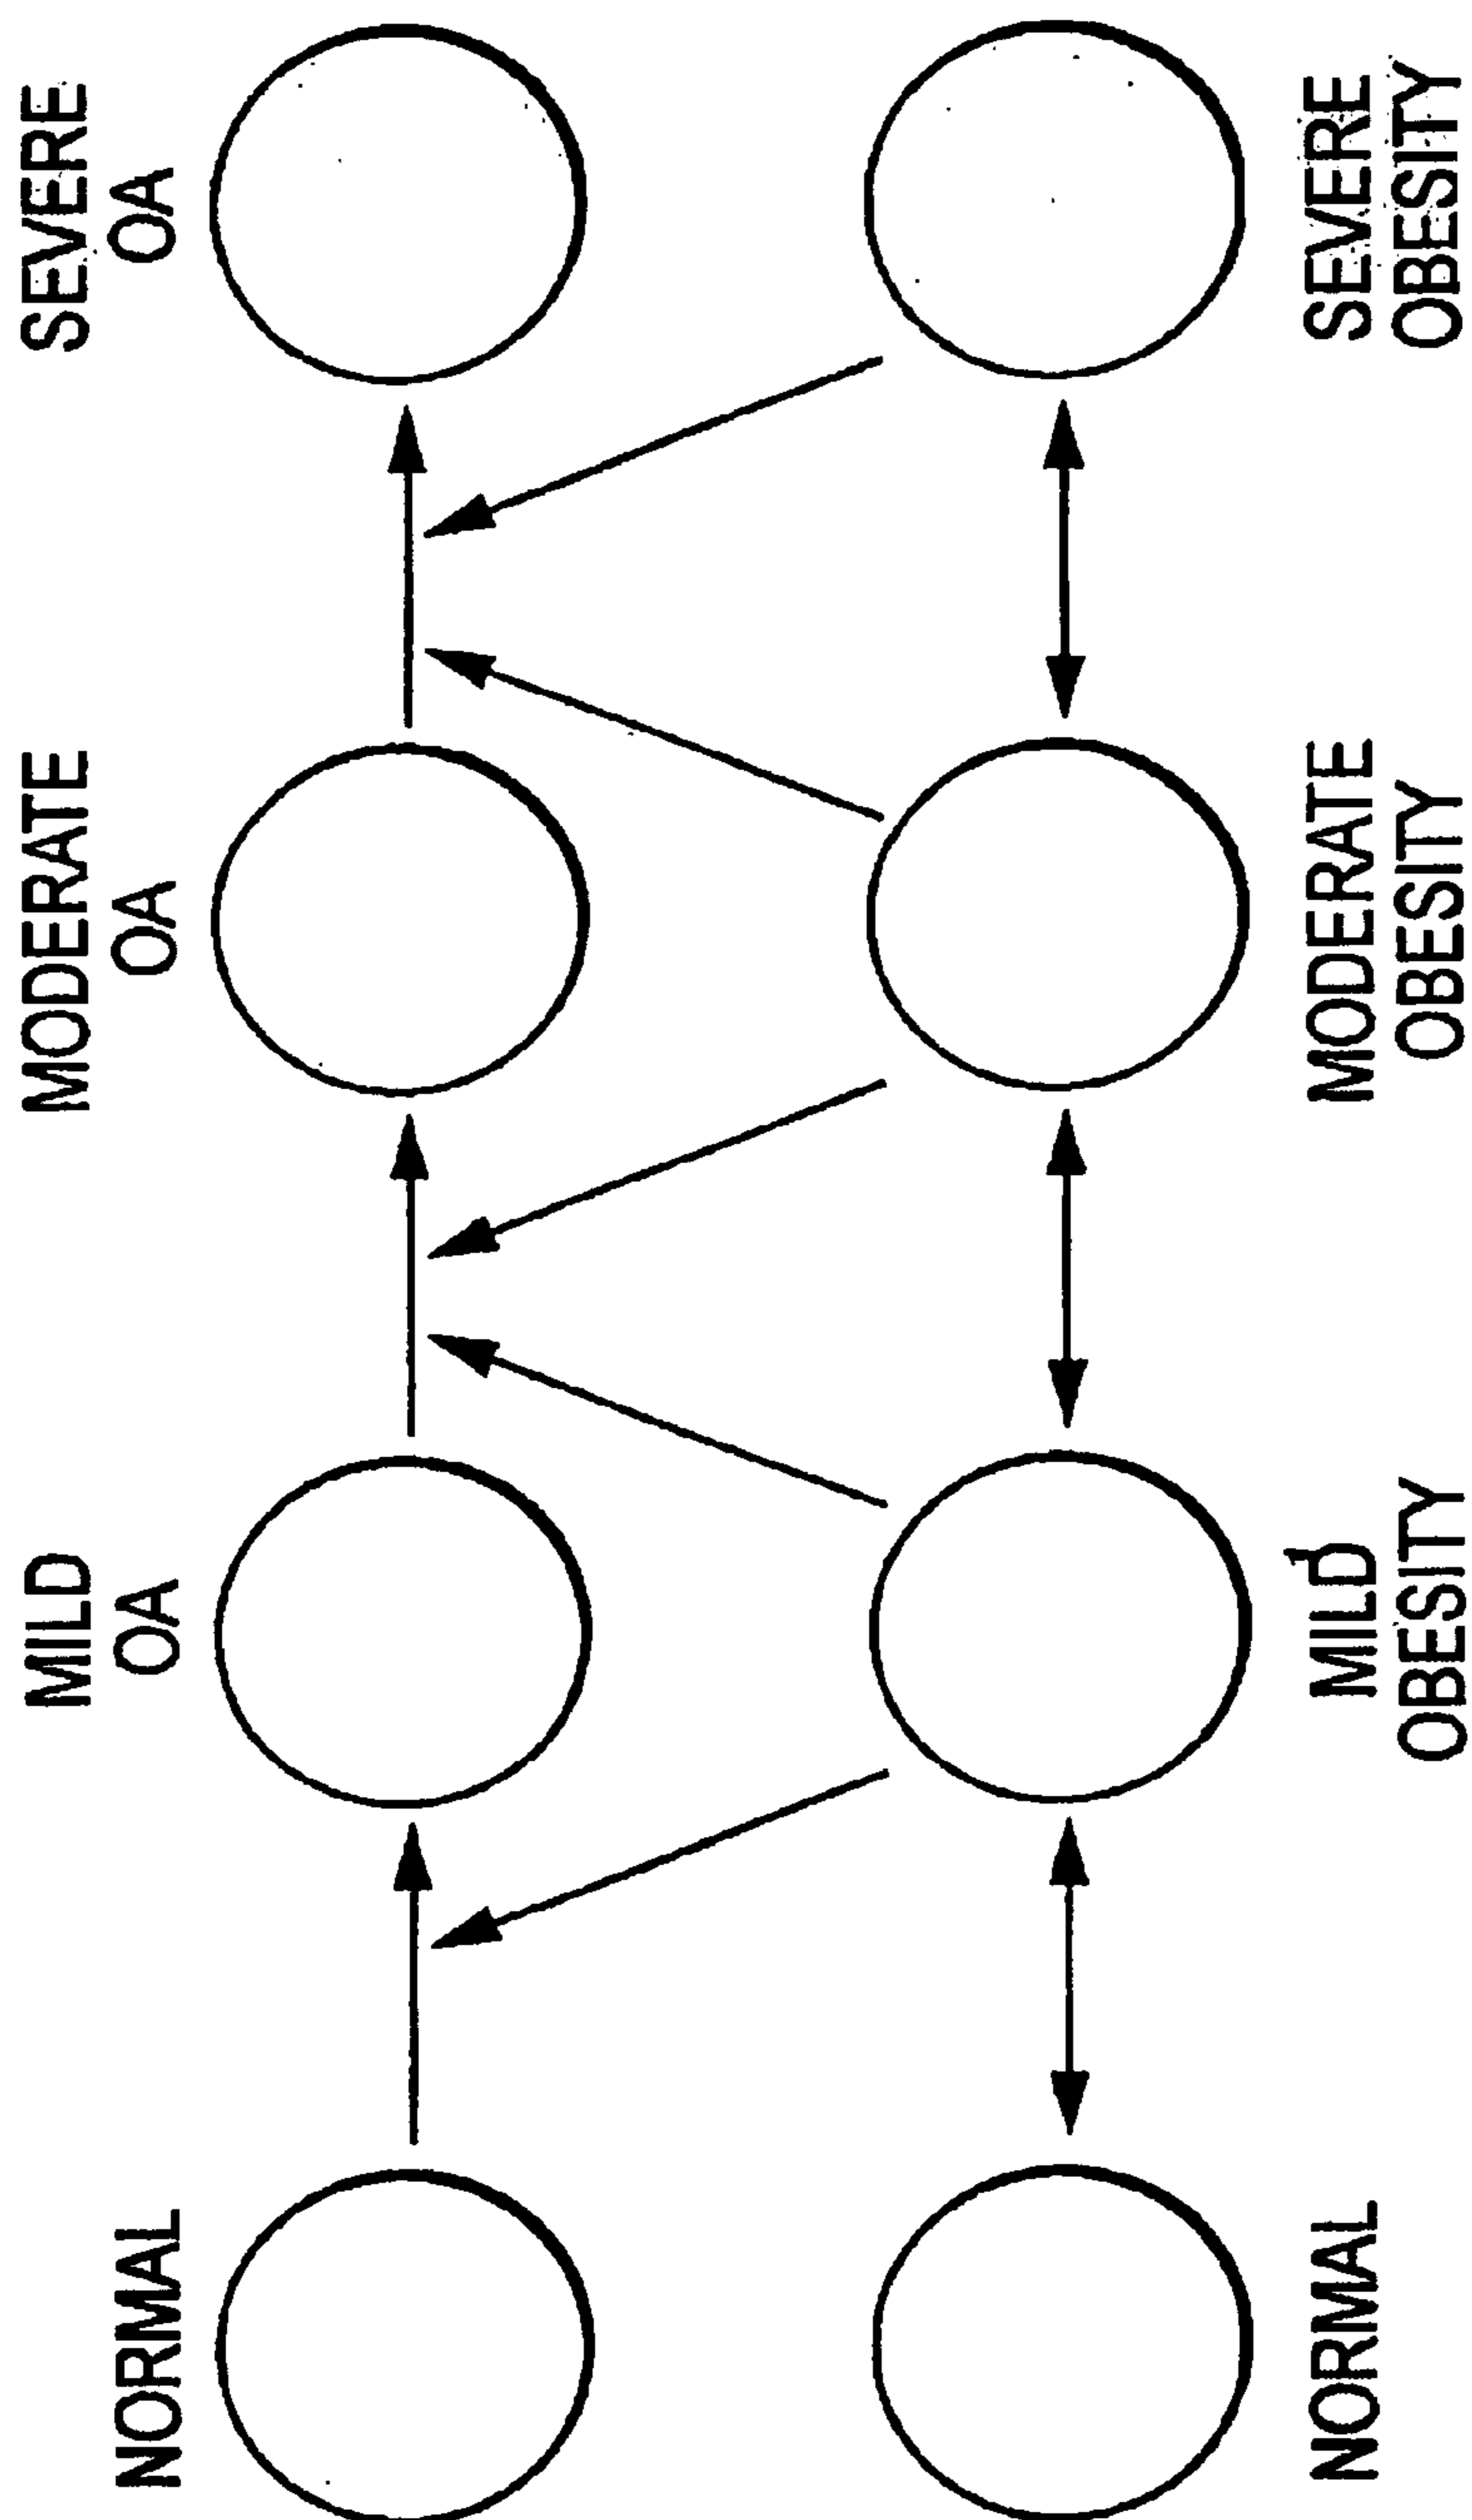 NORMAL
MILD
OA
MODERATE
OA
SEVERE
OA
NORMAL
MILD
OBESITY
MODERATE
OBESITY
SEVERE
OBESITY